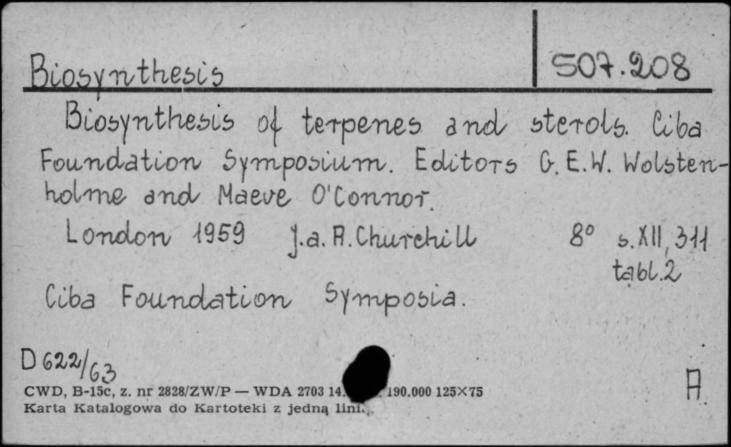 Biosynthesis
507.208
Biosynthesis of terpenes and sterols. Ciba
Foundation Symposium. Editors G.E.W. Wolsten-
holme and Maeve O'Connor.
London 1959 J.a.A.Churchill 8° s.XII, 311
tabl.2
Ciba Foundation Symposia.
D 622/63
A
CWD, B-15c, z. nr 2828/ZW/P — WDA 2703 14. 190.000 125×75
Karta Katalogowa do Kartoteki z jedną lini.